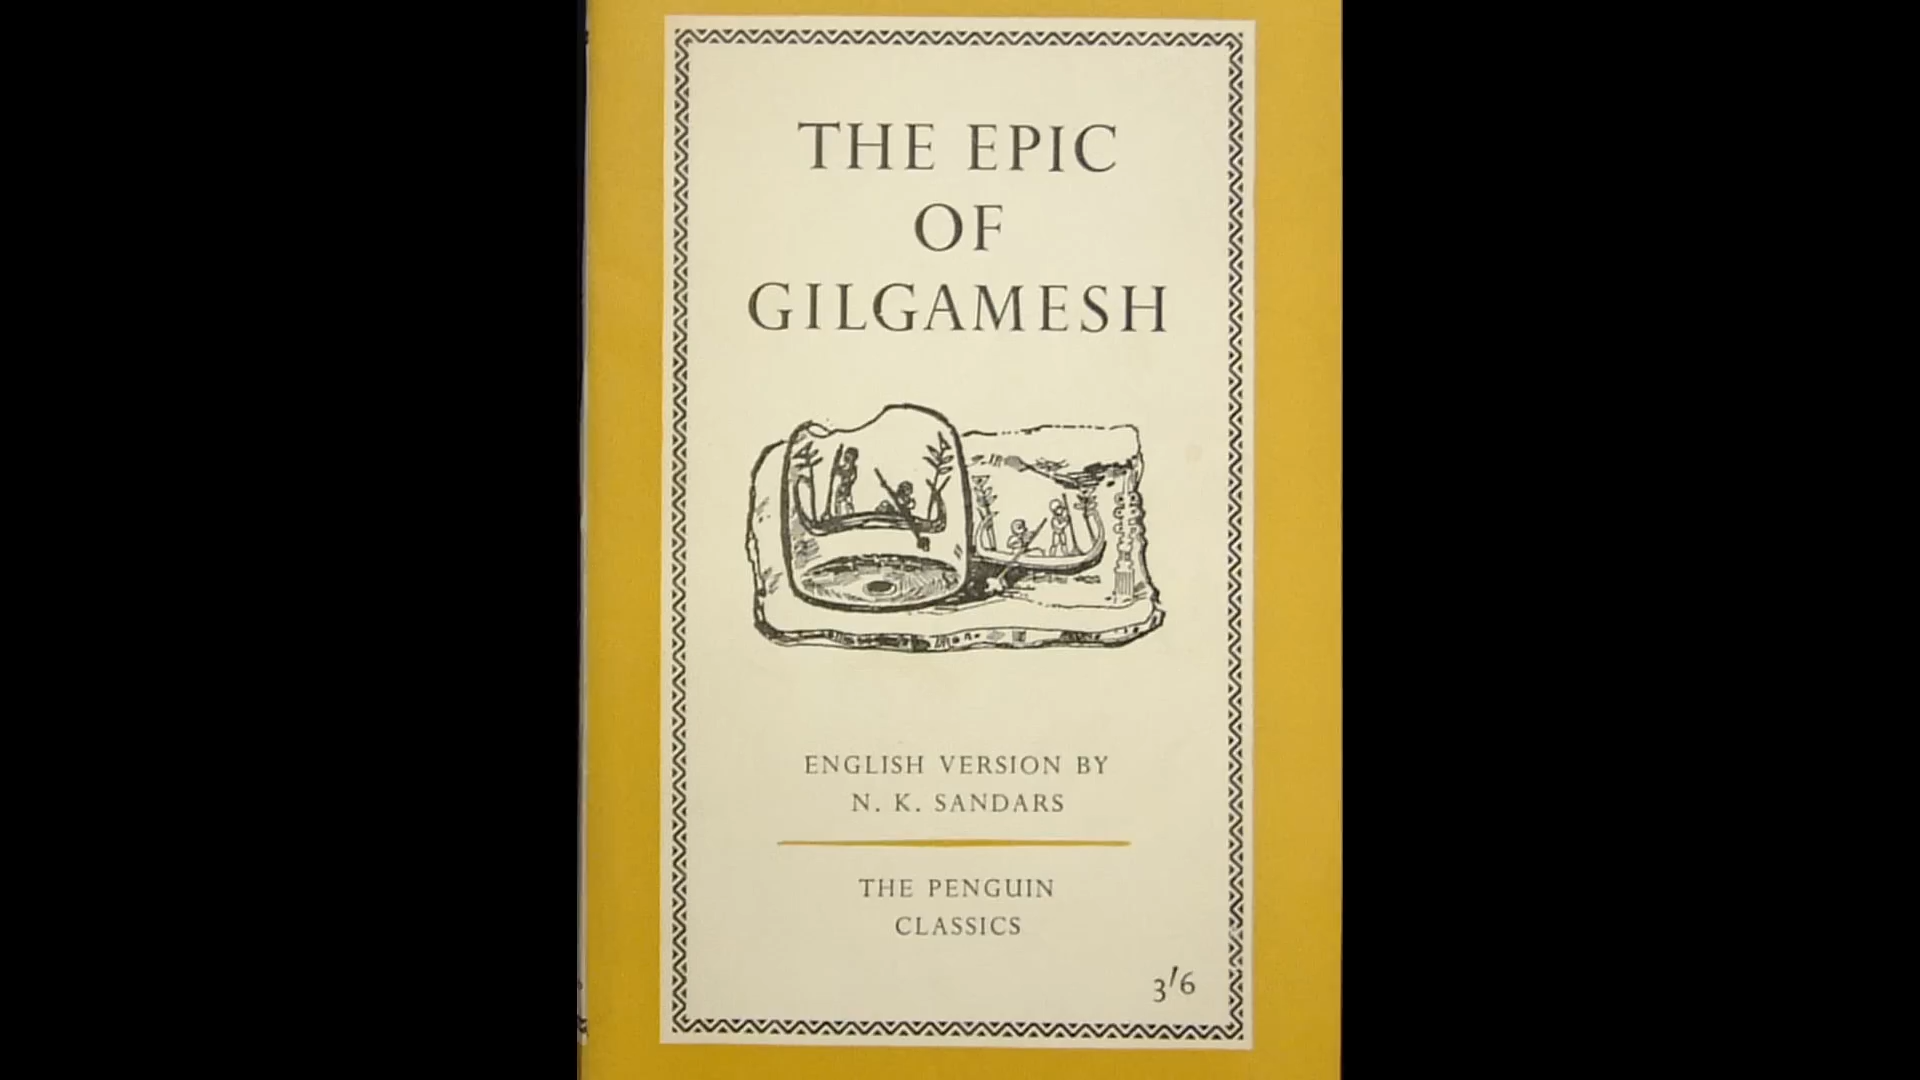 THE EPIC
OF
GILGAMESH
ENGLISH VERSION BY
N. K. SANDARS
THE PENGUIN
CLASSICS
3/6